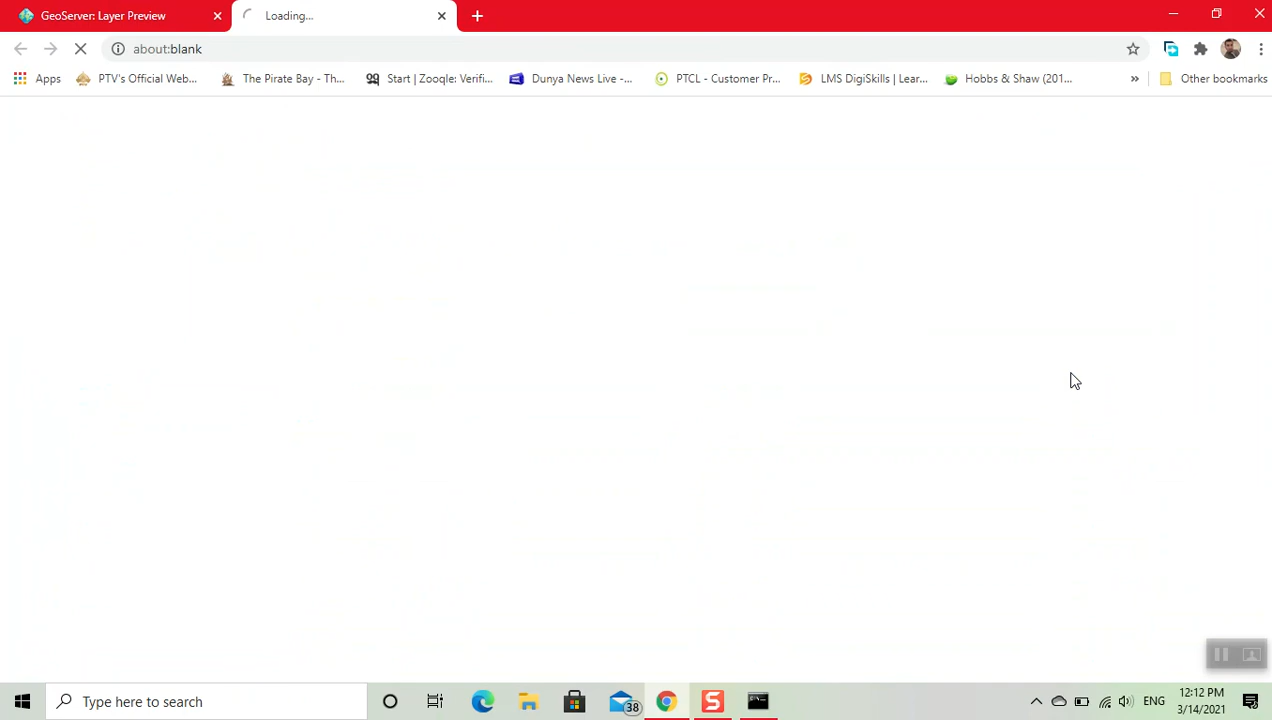 GeoServer: Layer Preview
Loading...
about:blank
Apps
PTV's Official Web...
The Pirate Bay - Th...
Start | Zooqle: Verifi...
Dunya News Live -...
PTCL - Customer Pr...
LMS DigiSkills | Lear...
Hobbs & Shaw (201...
»
Other bookmarks
Type here to search
38
ENG
12:12 PM
3/14/2021